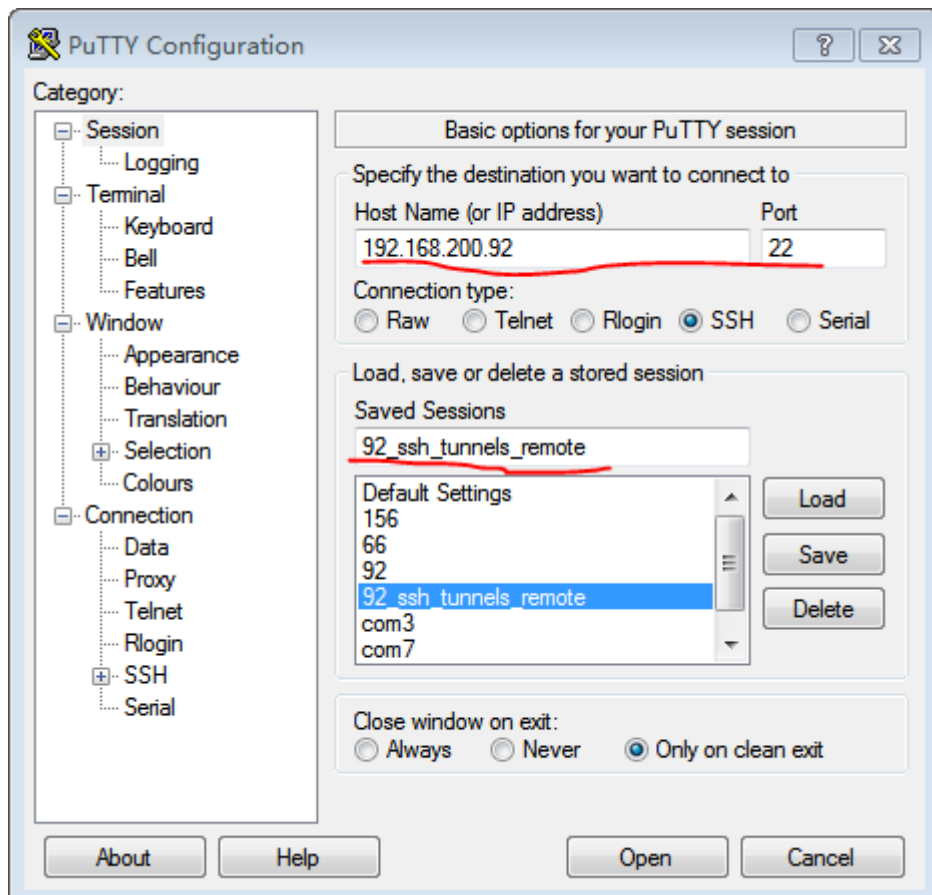 PuTTY Configuration
Category:
Session
Logging
Terminal
Keyboard
Bell
Features
Window
Appearance
Behaviour
Translation
Selection
Colours
Connection
Data
Proxy
Telnet
Rlogin
SSH
Serial
Basic options for your PuTTY session
Specify the destination you want to connect to
Host Name (or IP address) Port
192.168.200.92 22
Connection type:
Raw Telnet Rlogin SSH Serial
Load, save or delete a stored session
Saved Sessions
92_ssh_tunnels_remote
Default Settings
156
66
92
92_ssh_tunnels_remote
com3
com7
Load
Save
Delete
Close window on exit:
Always Never Only on clean exit
About Help Open Cancel